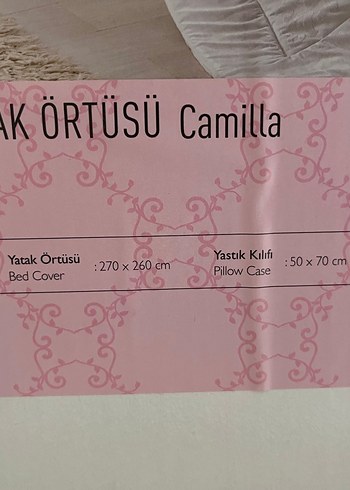 AK ÖRTÜSÜ Camilla
Yatak Örtüsü : 270 x 260 cm Yastık Kılıfı : 50 x 70 cm
Bed Cover Pillow Case